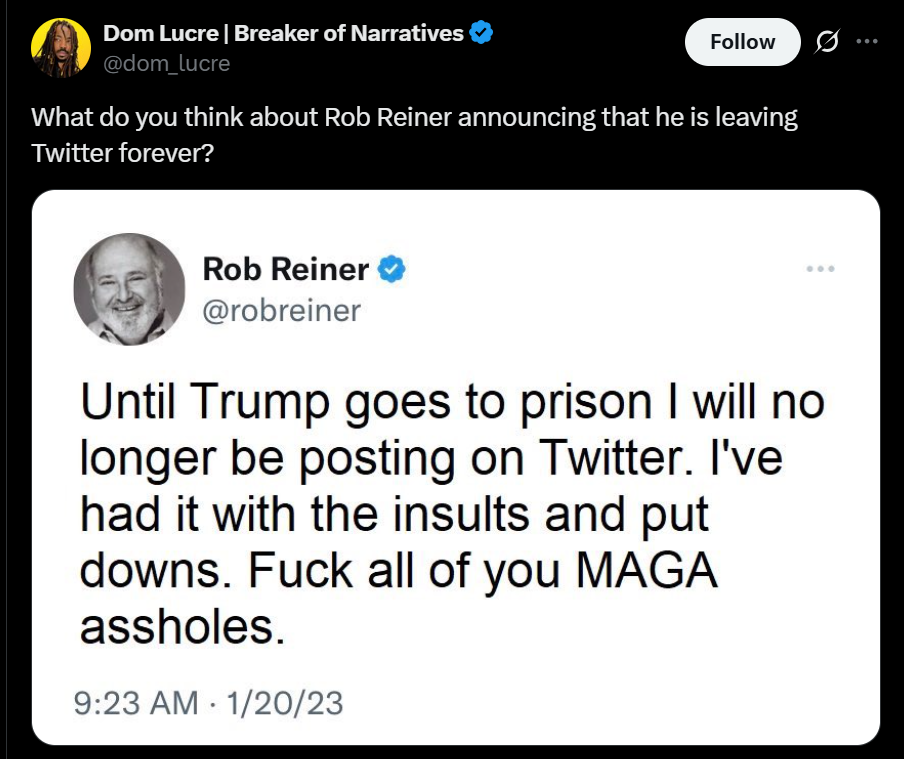 Dom Lucre | Breaker of Narratives
@dom_lucre
Follow
What do you think about Rob Reiner announcing that he is leaving
Twitter forever?
Rob Reiner
@robreiner
Until Trump goes to prison I will no
longer be posting on Twitter. I've
had it with the insults and put
downs. Fuck all of you MAGA
assholes.
9:23 AM · 1/20/23